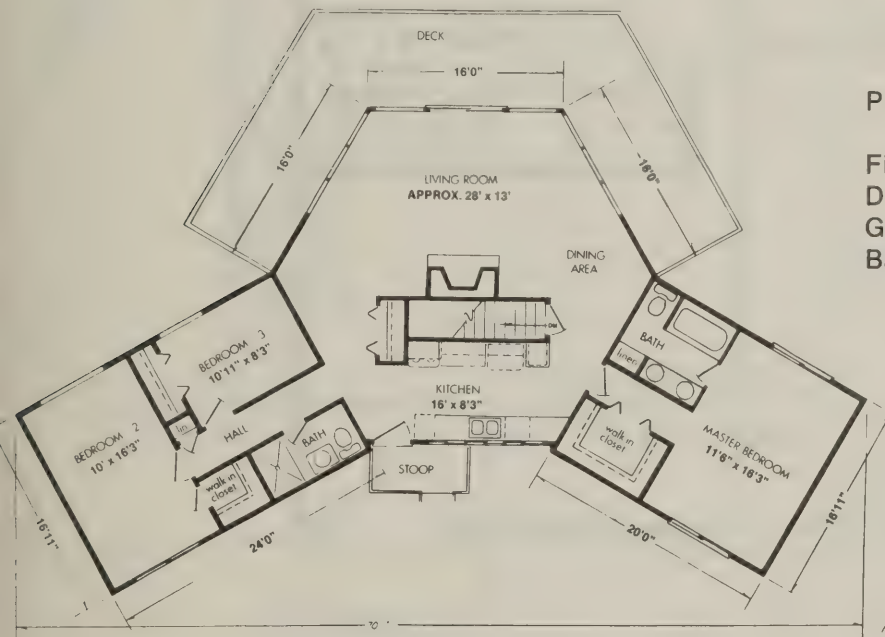 DECK
16'0"
16'0"
16'0"
LIVING ROOM
APPROX. 28' x 13'
DINING
AREA
DN
BEDROOM 3
10'11" x 8'3"
BATH
linen
KITCHEN
16' x 8'3"
BEDROOM 2
10' x 16'3"
lin
HALL
BATH
walk in
closet
STOOP
walk in
closet
MASTER BEDROOM
11'6" x 16'3"
16'11"
24'0"
20'0"
16'11"
P
Fi
D
G
B